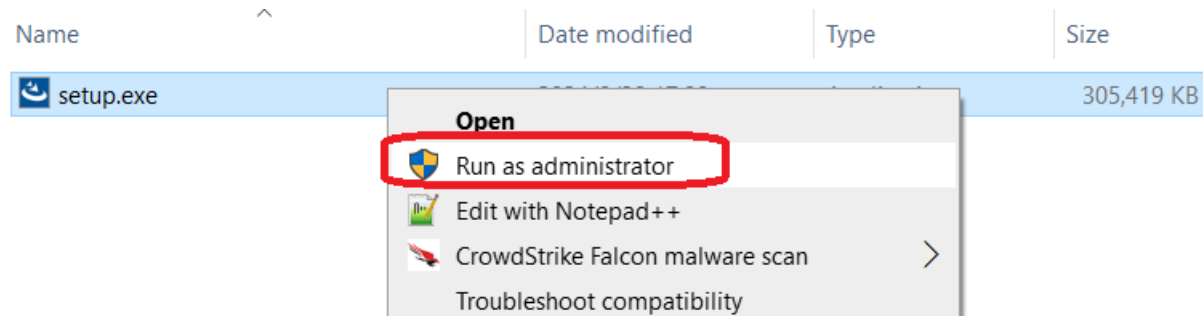 Name Date modified Type Size
setup.exe 305,419 KB
Open
Run as administrator
Edit with Notepad++
CrowdStrike Falcon malware scan
Troubleshoot compatibility